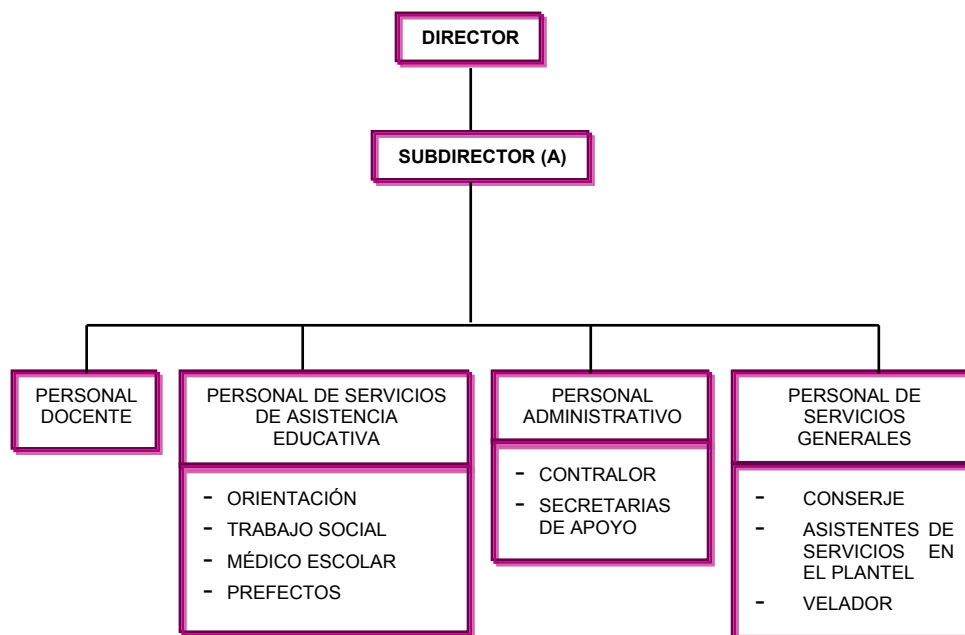 DIRECTOR
SUBDIRECTOR (A)
PERSONAL
DOCENTE
PERSONAL DE SERVICIOS
DE ASISTENCIA
EDUCATIVA
- ORIENTACIÓN
- TRABAJO SOCIAL
- MÉDICO ESCOLAR
- PREFECTOS
PERSONAL
ADMINISTRATIVO
- CONTRALOR
- SECRETARIAS
DE APOYO
PERSONAL DE
SERVICIOS
GENERALES
- CONSERJE
- ASISTENTES DE
SERVICIOS EN
EL PLANTEL
- VELADOR